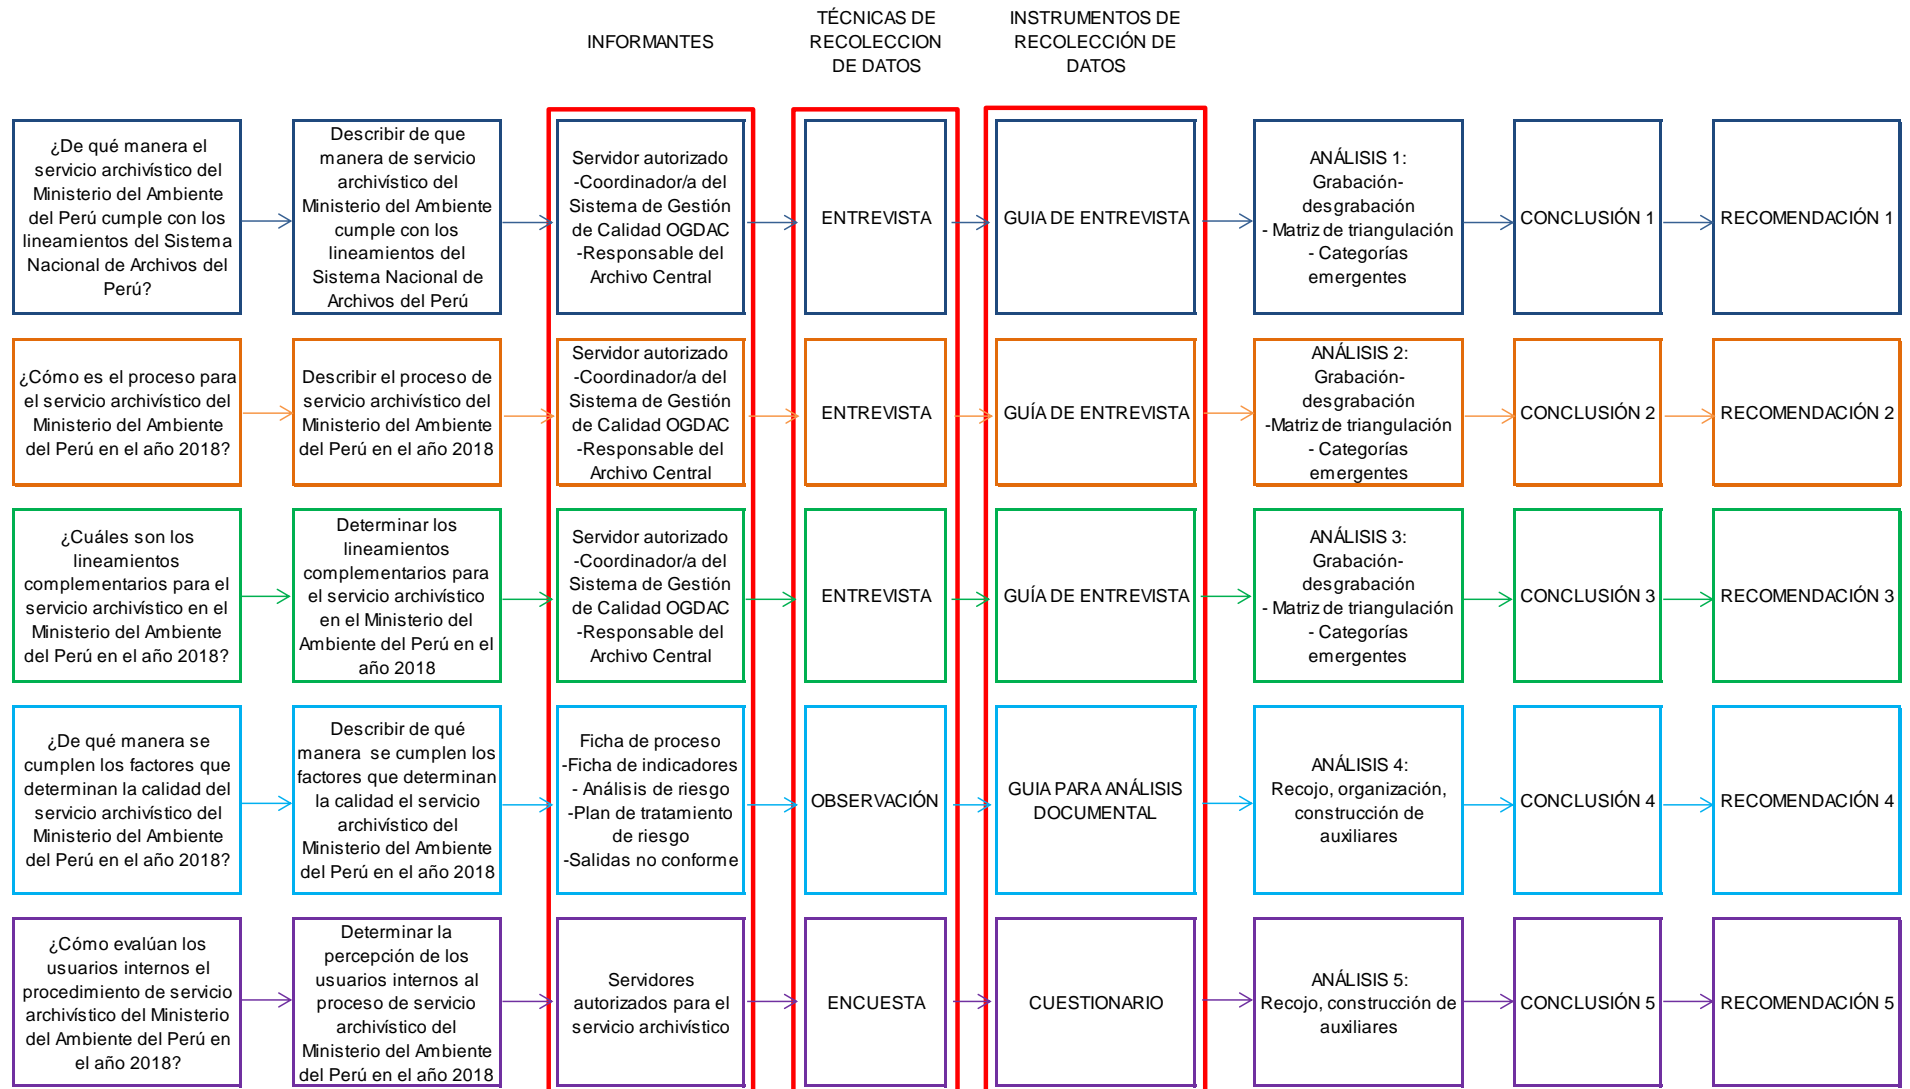 INFORMANTES
TÉCNICAS DE
RECOLECCION
DE DATOS
INSTRUMENTOS DE
RECOLECCIÓN DE
DATOS
¿De qué manera el
servicio archivístico del
Ministerio del Ambiente
del Perú cumple con los
lineamientos del Sistema
Nacional de Archivos del
Perú?
Describir de que
manera de servicio
archivístico del
Ministerio del Ambiente
cumple con los
lineamientos del
Sistema Nacional de
Archivos del Perú
Servidor autorizado
-Coordinador/a del
Sistema de Gestión
de Calidad OGDAC
-Responsable del
Archivo Central
ENTREVISTA
GUIA DE ENTREVISTA
ANÁLISIS 1:
Grabación-
desgrabación
- Matriz de triangulación
- Categorías
emergentes
CONCLUSIÓN 1
RECOMENDACIÓN 1
¿Cómo es el proceso para
el servicio archivístico del
Ministerio del Ambiente
del Perú en el año 2018?
Describir el proceso de
servicio archivístico del
Ministerio del Ambiente
del Perú en el año 2018
Servidor autorizado
-Coordinador/a del
Sistema de Gestión
de Calidad OGDAC
-Responsable del
Archivo Central
ENTREVISTA
GUÍA DE ENTREVISTA
ANÁLISIS 2:
Grabación-
desgrabación
-Matriz de triangulación
- Categorías
emergentes
CONCLUSIÓN 2
RECOMENDACIÓN 2
¿Cuáles son los
lineamientos
complementarios para el
servicio archivístico en el
Ministerio del Ambiente
del Perú en el año 2018?
Determinar los
lineamientos
complementarios para
el servicio archivístico
en el Ministerio del
Ambiente del Perú en el
año 2018
Servidor autorizado
-Coordinador/a del
Sistema de Gestión
de Calidad OGDAC
-Responsable del
Archivo Central
ENTREVISTA
GUÍA DE ENTREVISTA
ANÁLISIS 3:
Grabación-
desgrabación
- Matriz de triangulación
- Categorías
emergentes
CONCLUSIÓN 3
RECOMENDACIÓN 3
¿De qué manera se
cumplen los factores que
determinan la calidad del
servicio archivístico del
Ministerio del Ambiente
del Perú en el año 2018?
Describir de qué
manera se cumplen los
factores que determinan
la calidad el servicio
archivístico del
Ministerio del Ambiente
del Perú en el año 2018
Ficha de proceso
-Ficha de indicadores
- Análisis de riesgo
-Plan de tratamiento
de riesgo
-Salidas no conforme
OBSERVACIÓN
GUIA PARA ANÁLISIS
DOCUMENTAL
ANÁLISIS 4:
Recojo, organización,
construcción de
auxiliares
CONCLUSIÓN 4
RECOMENDACIÓN 4
¿Cómo evalúan los
usuarios internos el
procedimiento de servicio
archivístico del Ministerio
del Ambiente del Perú en
el año 2018?
Determinar la
percepción de los
usuarios internos al
proceso de servicio
archivístico del
Ministerio del Ambiente
del Perú en el año 2018
Servidores
autorizados para el
servicio archivístico
ENCUESTA
CUESTIONARIO
ANÁLISIS 5:
Recojo, construcción de
auxiliares
CONCLUSIÓN 5
RECOMENDACIÓN 5